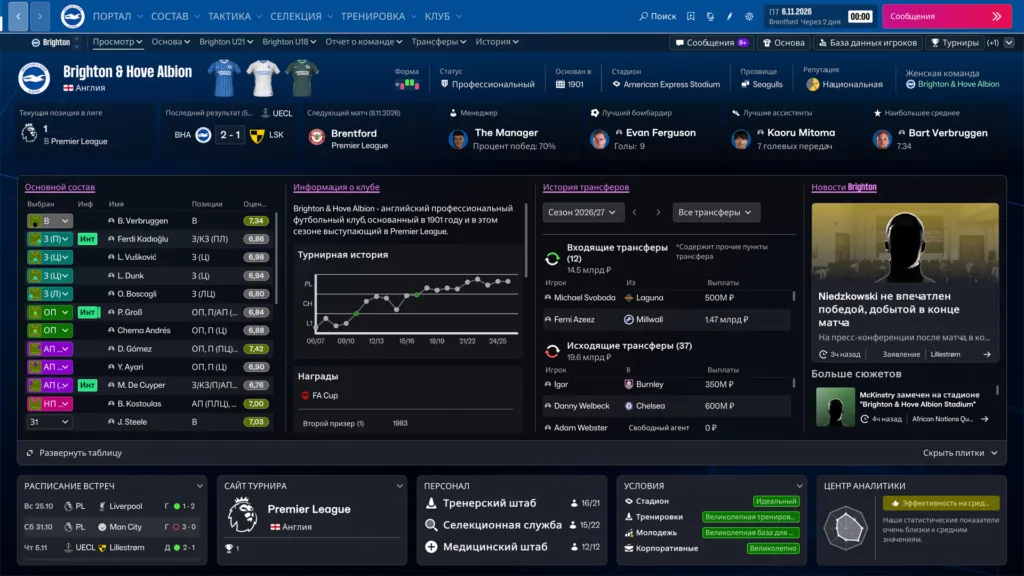 ПОРТАЛ СОСТАВ ТАКТИКА СЕЛЕКЦИЯ ТРЕНИРОВКА КЛУБ
Поиск
ПТ 6.11.2026
Brentford Через 2 дня
00:00
Сообщения
Brighton
Просмотр Основа Brighton U21 Brighton U18 Отчет о команде Трансферы История
Сообщения 9+
Основа
База данных игроков
Турниры (+1)
Brighton & Hove Albion
Англия
Форма
Статус
Профессиональный
Основан в
1901
Стадион
American Express Stadium
Прозвище
Seagulls
Репутация
Национальная
Женская команда
Brighton & Hove Albion
Текущая позиция в лиге
1
В Premier League
Последний результат (5...
UECL
BHA 2 - 1 LSK
Следующий матч (8.11.2026)
Brentford
Premier League
Менеджер
The Manager
Процент побед: 70%
Лучший бомбардир
Evan Ferguson
Голы: 9
Лучшие ассистенты
Kaoru Mitoma
7 голевых передач
Наибольшее среднее
Bart Verbruggen
7.34
Основной состав
Выбран Инф Имя Позиции Оцен...
В B. Verbruggen В 7,34
З (П) Инт Ferdi Kadıoğlu З/КЗ (ПЛ) 6,86
З (Ц) L. Vušković З (Ц) 6,98
З (Ц) L. Dunk З (Ц) 6,94
З (Л) O. Boscagli З (ЛЦ) 6,80
ОП Инт P. Groß ОП, П/АП (... 6,84
ОП Chema Andrés ОП, П (Ц) 6,88
АП ... D. Gómez ОП, П (П(Ц)... 7,42
АП ... Y. Ayari ОП, П (Ц) 6,90
АП (... Инт M. De Cuyper З/КЗ/П/АП... 6,76
НП ... B. Kostoulas АП (ПЛЦ), ... 7,00
31 J. Steele В 7,03
Информация о клубе
Brighton & Hove Albion - английский профессиональный
футбольный клуб, основанный в 1901 году и в этом
сезоне выступающий в Premier League.
Турнирная история
PL
CH
L1
06/07 09/10 12/13 15/16 18/19 21/22 24/25
Награды
FA Cup
Второй призер (1) 1983
История трансферов
Сезон 2026/27
Все трансферы
Входящие трансферы
(12)
14.5 млрд ₽
*Содержит прочие пункты
трансфера
Игрок Из Выплаты
Michael Svoboda Laguna 500M ₽
Femi Azeez Millwall 1.47 млрд ₽
Исходящие трансферы (37)
19.6 млрд ₽
Игрок В Выплаты
Igor Burnley 350M ₽
Danny Welbeck Chelsea 600M ₽
Adam Webster Свободный агент 0 ₽
Новости Brighton
Niedzkowski не впечатлен
победой, добытой в конце
матча
На пресс-конференции после матча, в ко...
3ч назад Заявление Lillestrøm
Больше сюжетов
McKinstry замечен на стадионе
"Brighton & Hove Albion Stadium"
4ч назад African Nations Qu...
Развернуть таблицу
Скрыть плитки
РАСПИСАНИЕ ВСТРЕЧ
Вс 25.10 PL Liverpool Г 1 - 2
Сб 31.10 PL Man City Г 3 - 0
Чт 5.11 UECL Lillestrøm Д 2 - 1
САЙТ ТУРНИРА
Premier League
Англия
1
ПЕРСОНАЛ
Тренерский штаб 16/21
Селекционная служба 15/22
Медицинский штаб 12/12
УСЛОВИЯ
Стадион Идеальный
Тренировки Великолепная трениров...
Молодежь Великолепная база для ...
Корпоративные Великолепно
ЦЕНТР АНАЛИТИКИ
Эффективность на сред...
Наши статистические показатели
очень близки к средним
значениям.